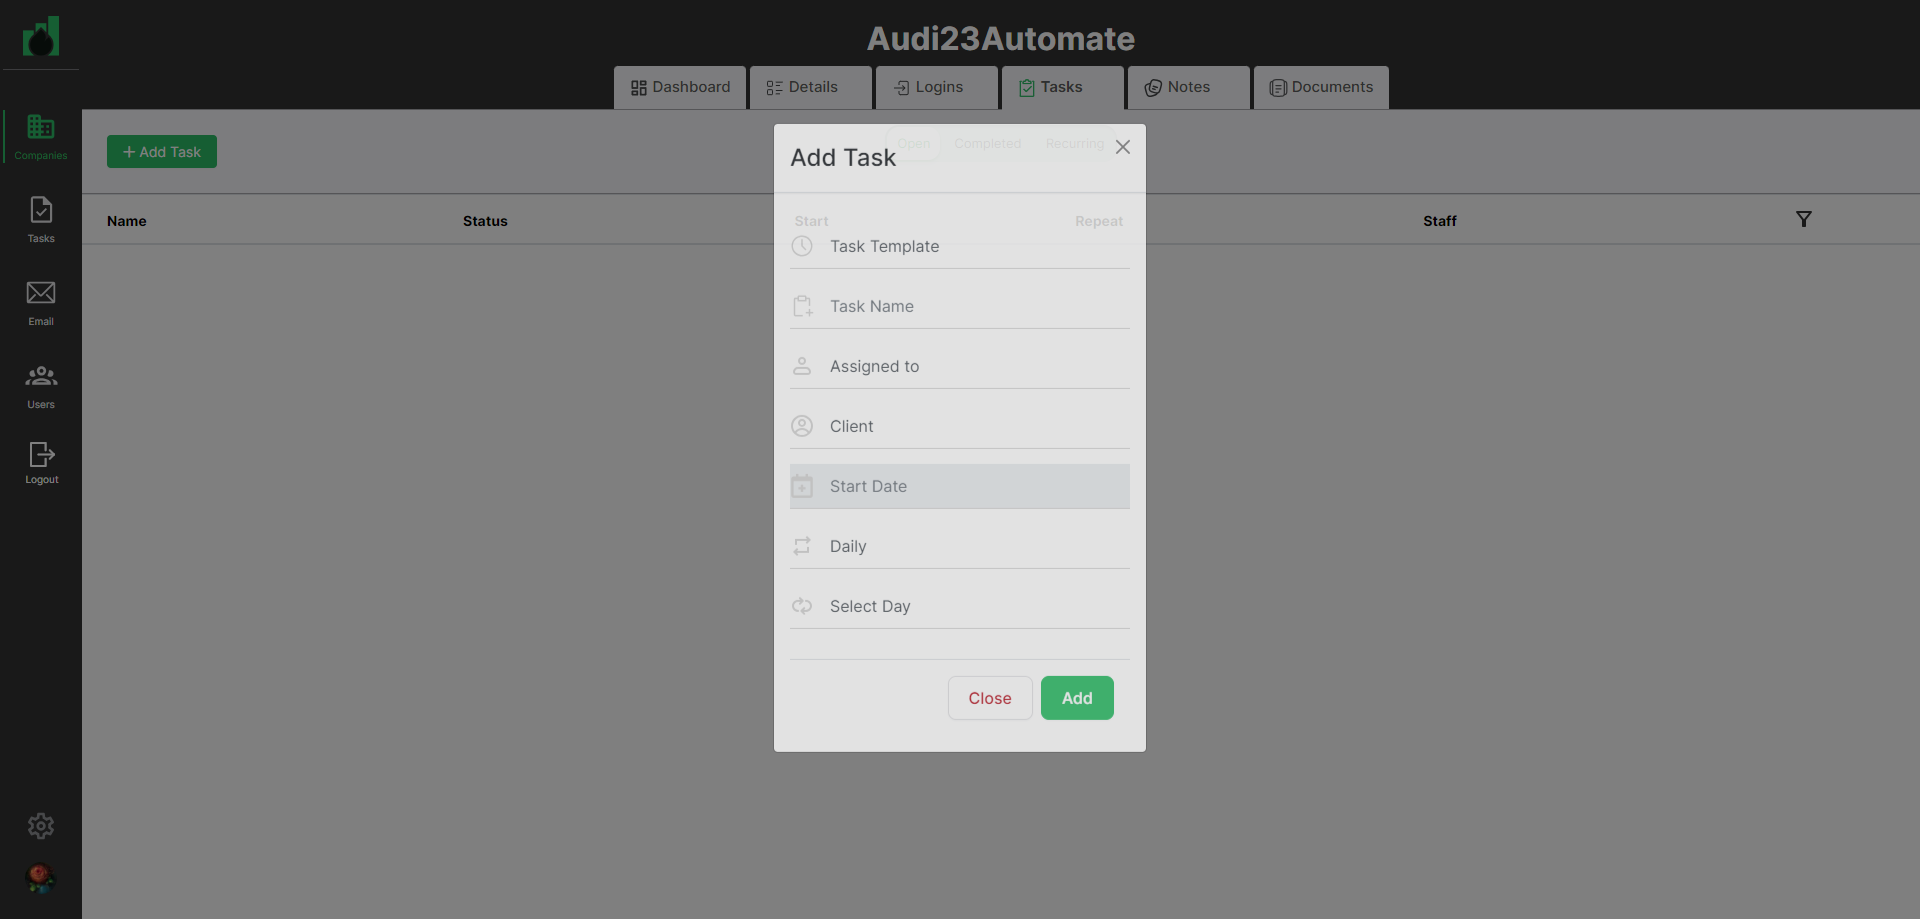 Audi23Automate
Dashboard
Details
Logins
Tasks
Notes
Documents
Companies
Tasks
Email
Users
Logout
+ Add Task
Open
Completed
Recurring
Name
Status
Start
Repeat
Staff
Add Task
Task Template
Task Name
Assigned to
Client
Start Date
Daily
Select Day
Close
Add